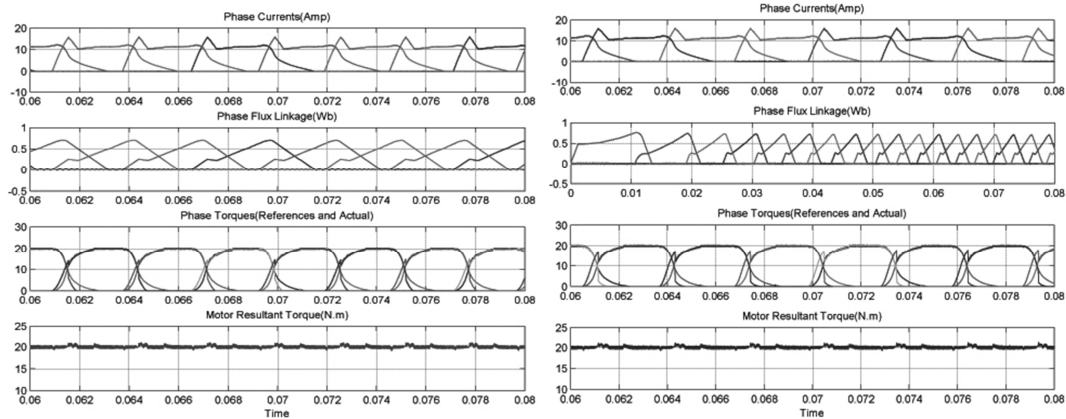 Phase Currents(Amp)
20
10
0
-10
0.06 0.062 0.064 0.066 0.068 0.07 0.072 0.074 0.076 0.078 0.08
Phase Flux Linkage(Wb)
1
0.5
0
-0.5
0.06 0.062 0.064 0.066 0.068 0.07 0.072 0.074 0.076 0.078 0.08
Phase Torques(References and Actual)
30
20
10
0
0.06 0.062 0.064 0.066 0.068 0.07 0.072 0.074 0.076 0.078 0.08
Motor Resultant Torque(N.m)
25
20
15
10
0.06 0.062 0.064 0.066 0.068 0.07 0.072 0.074 0.076 0.078 0.08
Time
Phase Currents(Amp)
20
10
0
-10
0.06 0.062 0.064 0.066 0.068 0.07 0.072 0.074 0.076 0.078 0.08
Phase Flux Linkage(Wb)
1
0.5
0
-0.5
0 0.01 0.02 0.03 0.04 0.05 0.06 0.07 0.08
Phase Torques(References and Actual)
30
20
10
0
0.06 0.062 0.064 0.066 0.068 0.07 0.072 0.074 0.076 0.078 0.08
Motor Resultant Torque(N.m)
25
20
15
10
0.06 0.062 0.064 0.066 0.068 0.07 0.072 0.074 0.076 0.078 0.08
Time